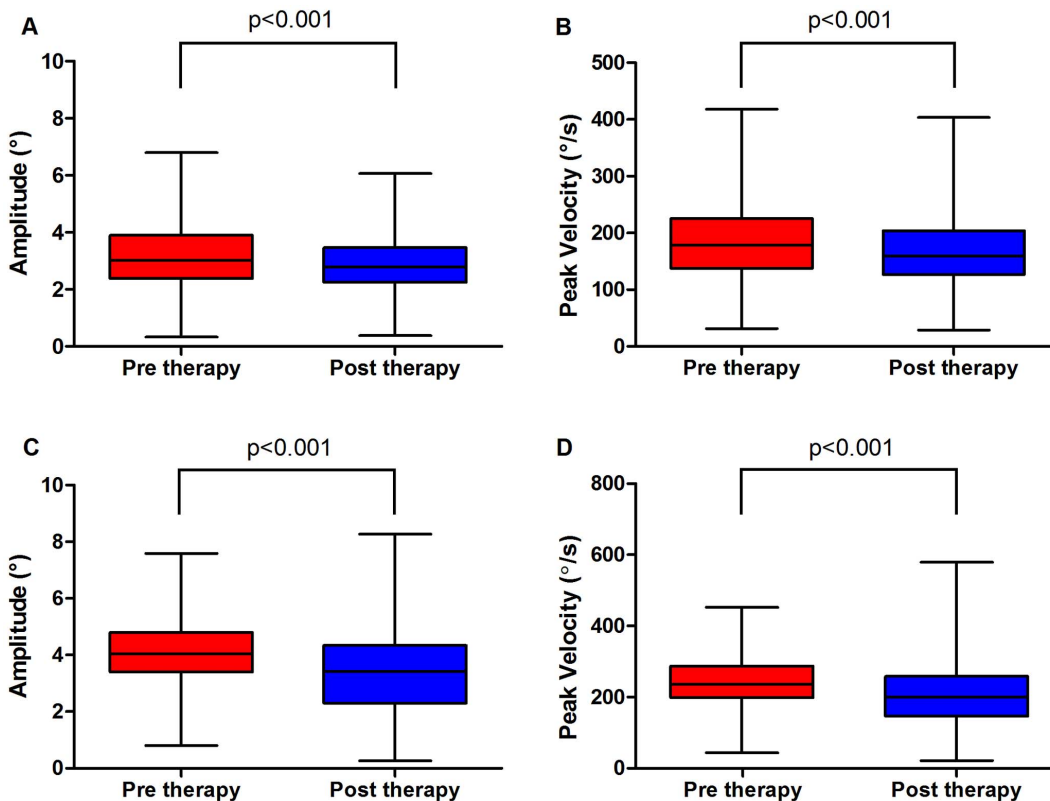 A
p<0.001
Amplitude (°)
10
8
6
4
2
0
Pre therapy
Post therapy
B
p<0.001
Peak Velocity (°/s)
500
400
300
200
100
0
Pre therapy
Post therapy
C
p<0.001
Amplitude (°)
10
8
6
4
2
0
Pre therapy
Post therapy
D
p<0.001
Peak Velocity (°/s)
800
600
400
200
0
Pre therapy
Post therapy